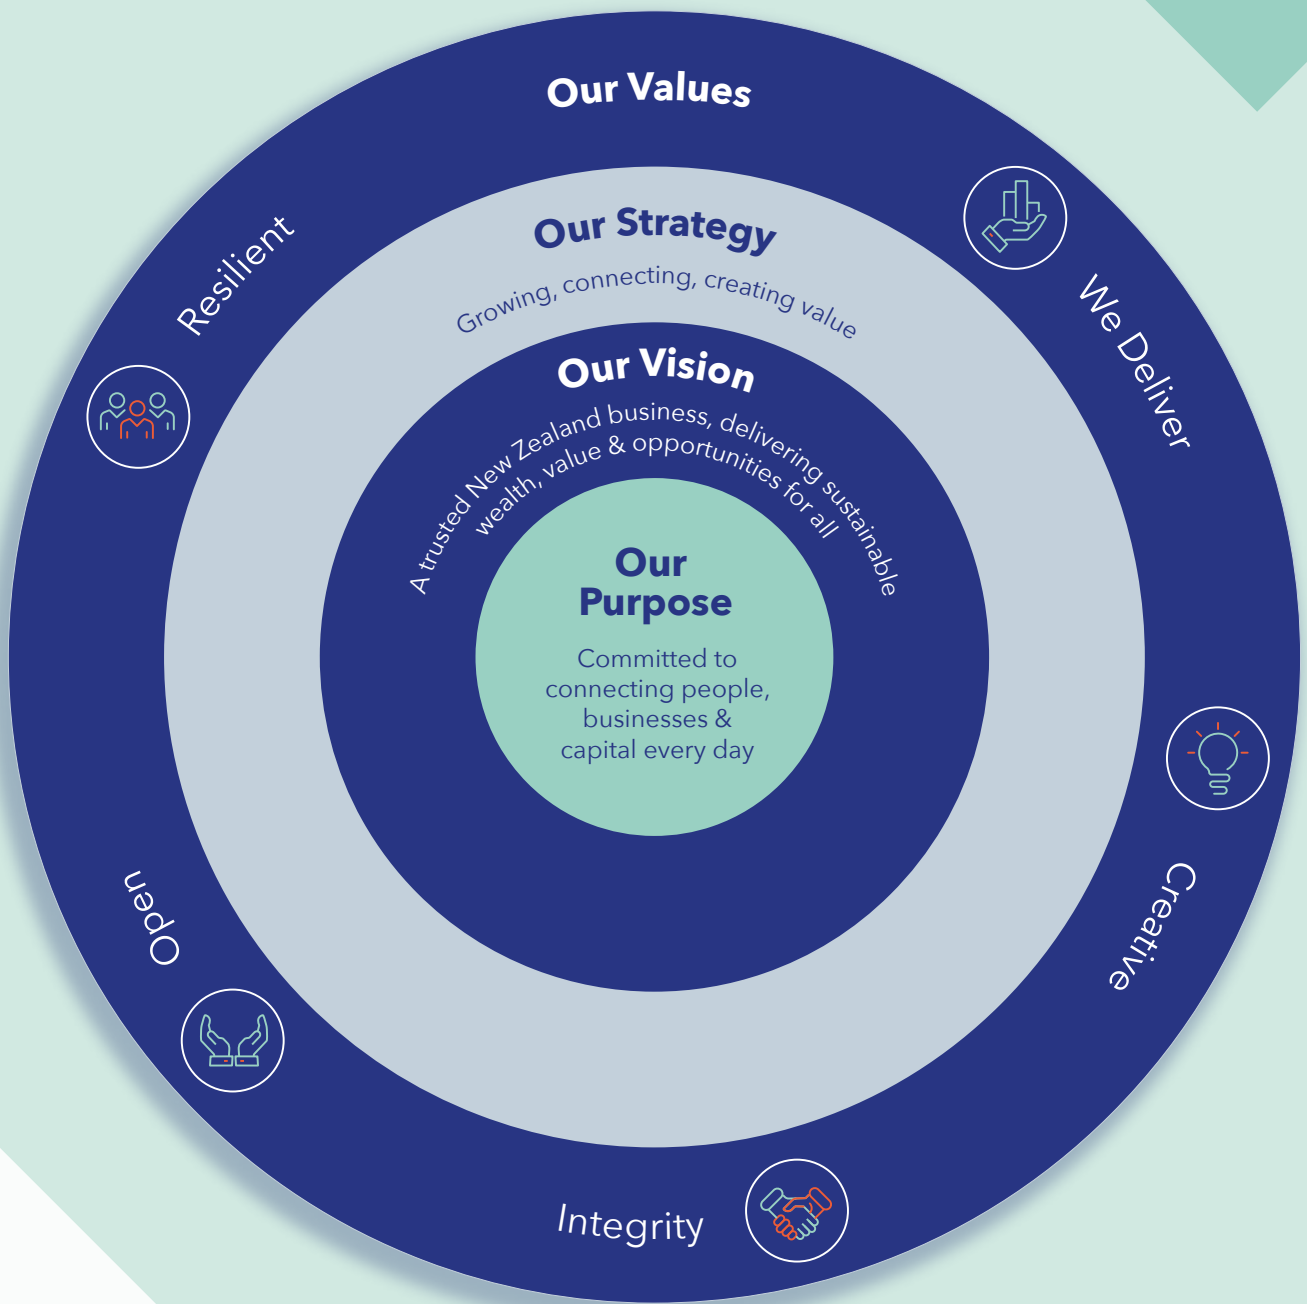 Our Values
We Deliver
Creative
Integrity
Open
Resilient
Our Strategy
Growing, connecting, creating value
Our Vision
A trusted New Zealand business, delivering sustainable
wealth, value & opportunities for all
Our
Purpose
Committed to
connecting people,
businesses &
capital every day